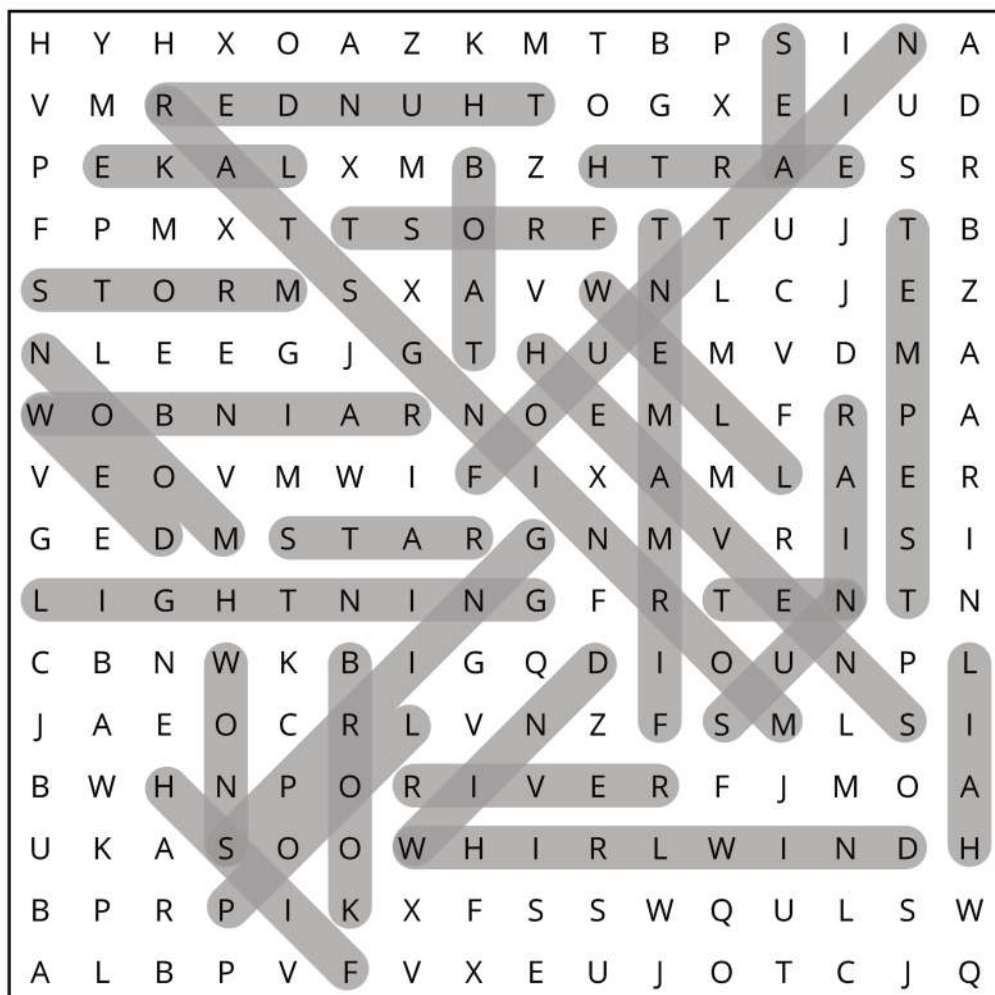 H Y H X O A Z K M T B P S I N A
V M R E D N U H T O G X E I U D
P E K A L X M B Z H T R A E S R
F P M X T T S O R F T T U J T B
S T O R M S X A V W N L C J E Z
N L E E G J G T H U E M V D M A
W O B N I A R N O E M L F R P A
V E O V M W I F I X A M L A E R
G E D M S T A R G N M V R I S I
L I G H T N I N G F R T E N T N
C B N W K B I G Q D I O U N P L
J A E O C R L V N Z F S M L S I
B W H N P O R I V E R F J M O A
U K A S O O W H I R L W I N D H
B P R P I K X F S S W Q U L S W
A L B P V F V X E U J O T C J Q